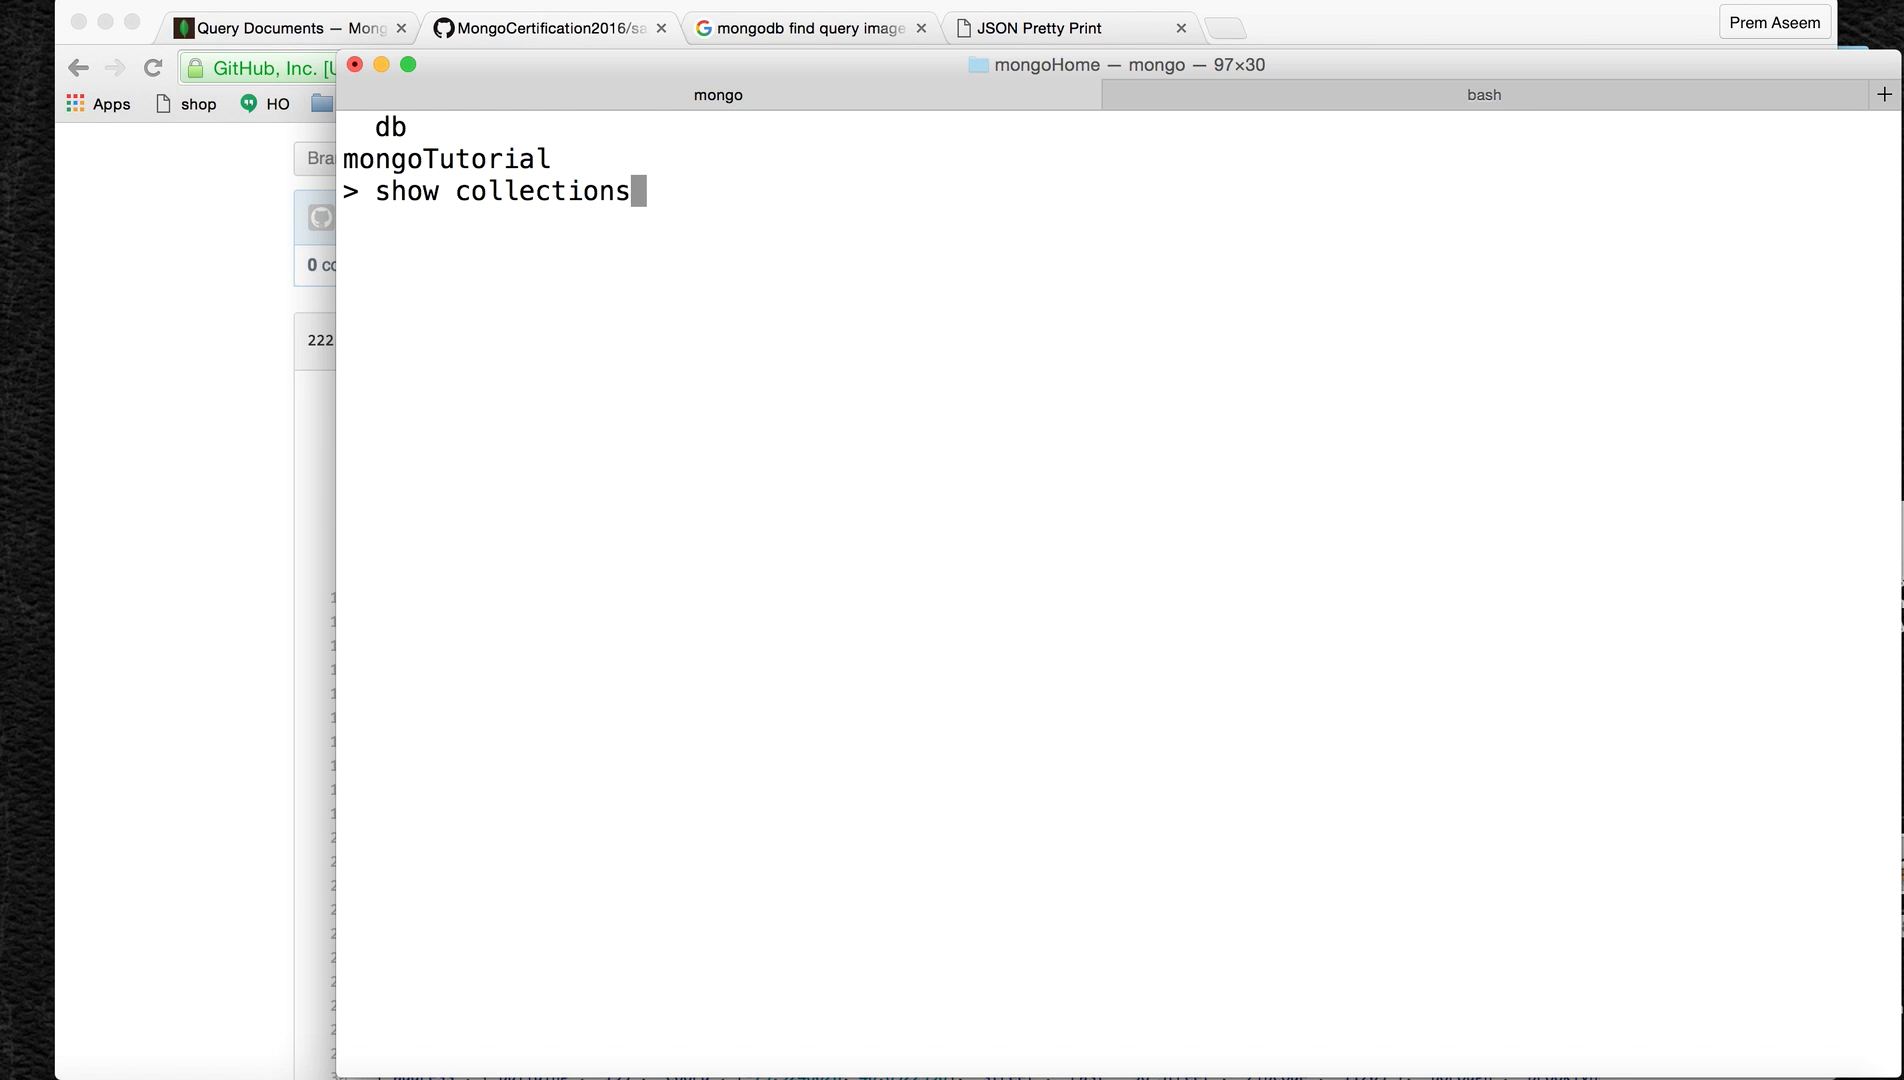 Query Documents — Mong
MongoCertification2016/sa
mongodb find query image
JSON Pretty Print
Prem Aseem
GitHub, Inc. [U
mongoHome — mongo — 97×30
Apps
shop
HO
mongo
bash
db
mongoTutorial
> show collections
Bra
0 co
222